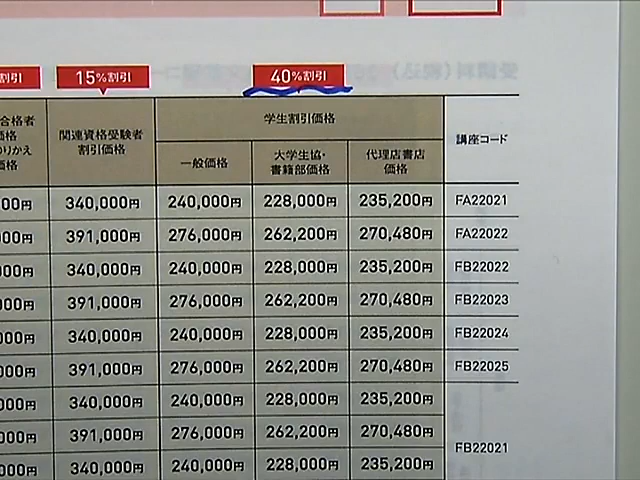 割引 15%割引 40%割引
合格者 関連資格受験者 学生割引価格 講座コード
価格 割引価格 一般価格 大学生協・ 代理店書店
のりかえ 書籍部価格 価格
価格
00円 340,000円 240,000円 228,000円 235,200円 FA22021
00円 391,000円 276,000円 262,200円 270,480円 FA22022
00円 340,000円 240,000円 228,000円 235,200円 FB22022
00円 391,000円 276,000円 262,200円 270,480円 FB22023
00円 340,000円 240,000円 228,000円 235,200円 FB22024
00円 391,000円 276,000円 262,200円 270,480円 FB22025
00円 340,000円 240,000円 228,000円 235,200円
00円 391,000円 276,000円 262,200円 270,480円 FB22021
00円 340,000円 240,000円 228,000円 235,200円